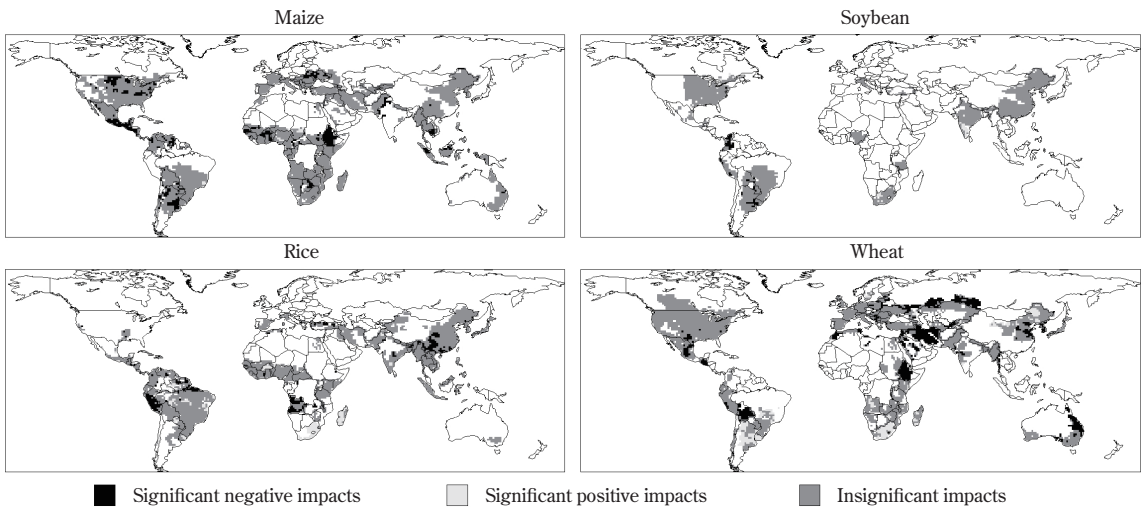 Maize
Soybean
Rice
Wheat
Significant negative impacts
Significant positive impacts
Insignificant impacts